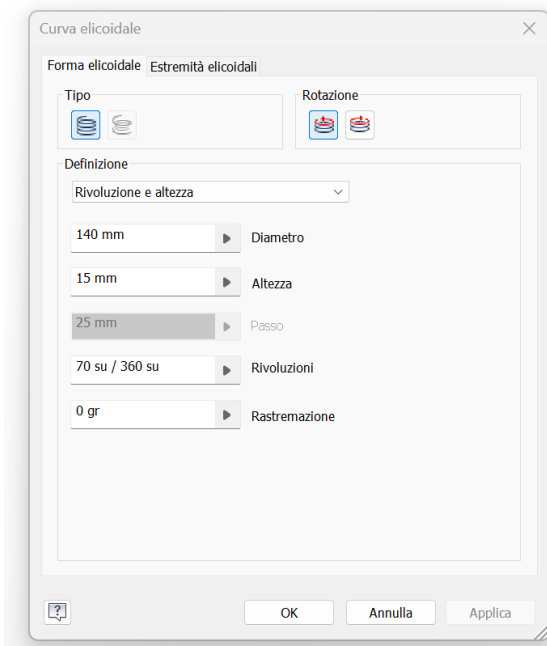 Curva elicoidale
Forma elicoidale Estremità elicoidali
Tipo
Rotazione
Definizione
Rivoluzione e altezza
140 mm Diametro
15 mm Altezza
25 mm Passo
70 su / 360 su Rivoluzioni
0 gr Rastremazione
? OK Annulla Applica